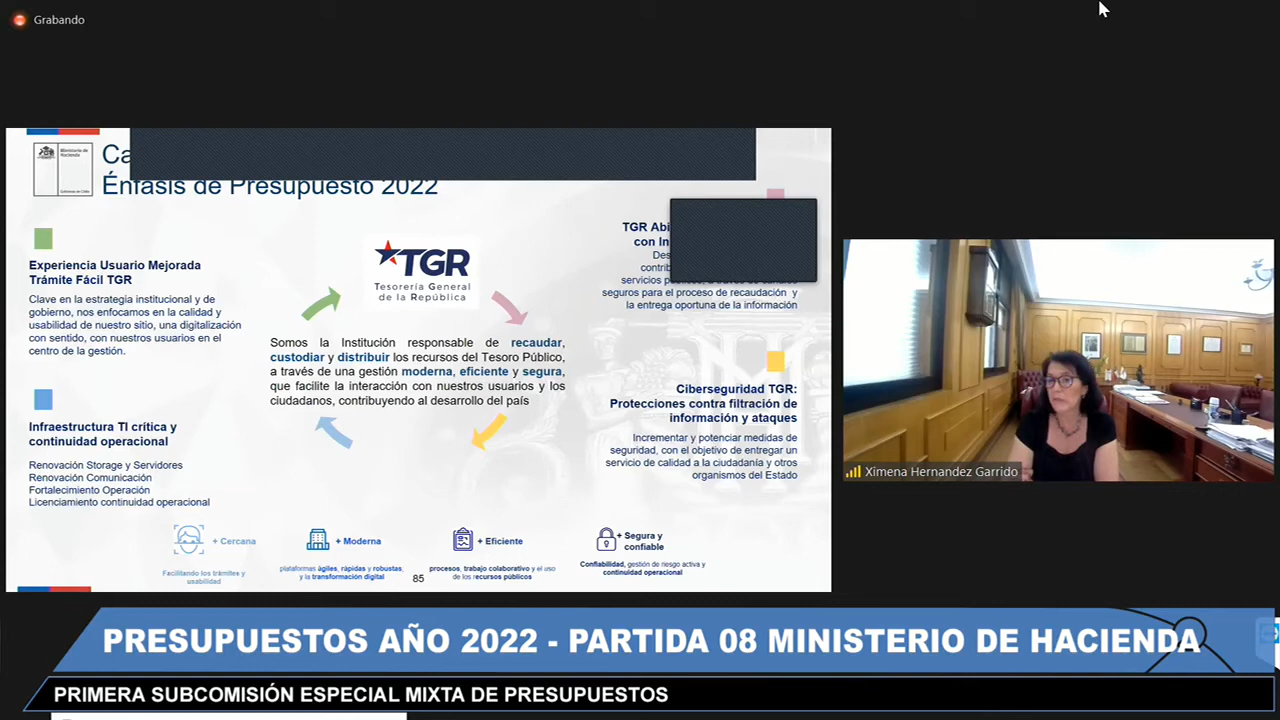 Grabando
Ministerio de
Hacienda
Gobierno de Chile
Énfasis de Presupuesto 2022
Experiencia Usuario Mejorada
Trámite Fácil TGR
Clave en la estrategia institucional y de
gobierno, nos enfocamos en la calidad y
usabilidad de nuestro sitio, una digitalización
con sentido, con nuestros usuarios en el
centro de la gestión.
Infraestructura TI crítica y
continuidad operacional
Renovación Storage y Servidores
Renovación Comunicación
Fortalecimiento Operación
Licenciamiento continuidad operacional
TGR
Tesorería General
de la República
Somos la Institución responsable de recaudar,
custodiar y distribuir los recursos del Tesoro Público,
a través de una gestión moderna, eficiente y segura,
que facilite la interacción con nuestros usuarios y los
ciudadanos, contribuyendo al desarrollo del país
TGR
con
seguros para el proceso de recaudación y
la entrega oportuna de la información
Ciberseguridad TGR:
Protecciones contra filtración de
información y ataques
Incrementar y potenciar medidas de
seguridad, con el objetivo de entregar un
servicio de calidad a la ciudadanía y otros
organismos del Estado
+ Cercana
Facilitando los trámites y
usabilidad
+ Moderna
plataformas ágiles, rápidas y robustas,
y la transformación digital
+ Eficiente
procesos, trabajo colaborativo y el uso
de los recursos públicos
+ Segura y
confiable
Confiabilidad, gestión de riesgo activa y
continuidad operacional
85
Ximena Hernandez Garrido
PRESUPUESTOS AÑO 2022 - PARTIDA 08 MINISTERIO DE HACIENDA
PRIMERA SUBCOMISIÓN ESPECIAL MIXTA DE PRESUPUESTOS